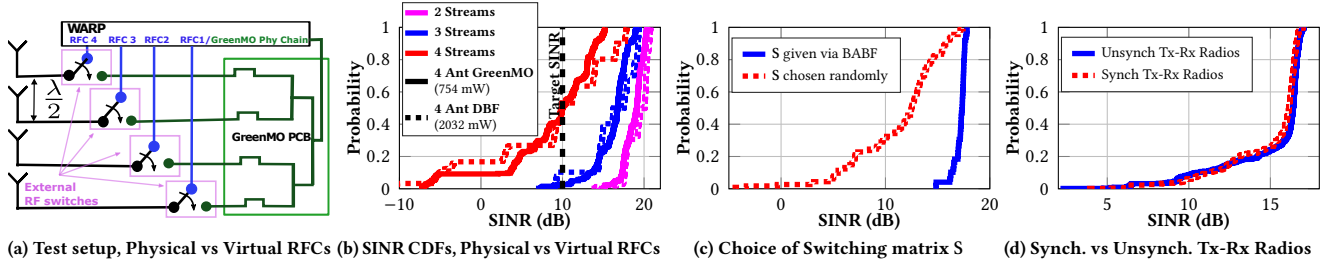 WARP
RFC 4 RFC 3 RFC2 RFC1/GreenMO Phy Chain
λ
2
GreenMO PCB
External
RF switches
(a) Test setup, Physical vs Virtual RFCs
2 Streams
3 Streams
4 Streams
4 Ant GreenMO
(754 mW)
4 Ant DBF
(2032 mW)
Target SINR
Probability
1
0.8
0.6
0.4
0.2
0
−10 0 10 20
SINR (dB)
(b) SINR CDFs, Physical vs Virtual RFCs
S given via BABF
S chosen randomly
Probability
1
0.8
0.6
0.4
0.2
0
0 10 20
SINR (dB)
(c) Choice of Switching matrix S
Unsynch Tx-Rx Radios
Synch Tx-Rx Radios
Probability
1
0.8
0.6
0.4
0.2
0
5 10 15
SINR (dB)
(d) Synch. vs Unsynch. Tx-Rx Radios